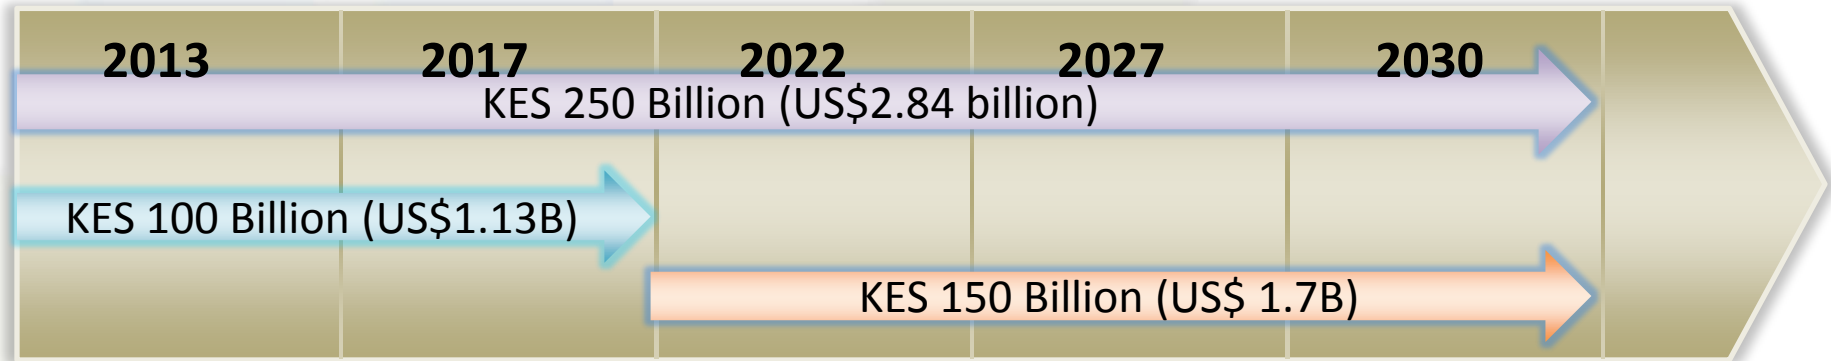 2013 2017 2022 2027 2030
KES 250 Billion (US$2.84 billion)
KES 100 Billion (US$1.13B)
KES 150 Billion (US$ 1.7B)